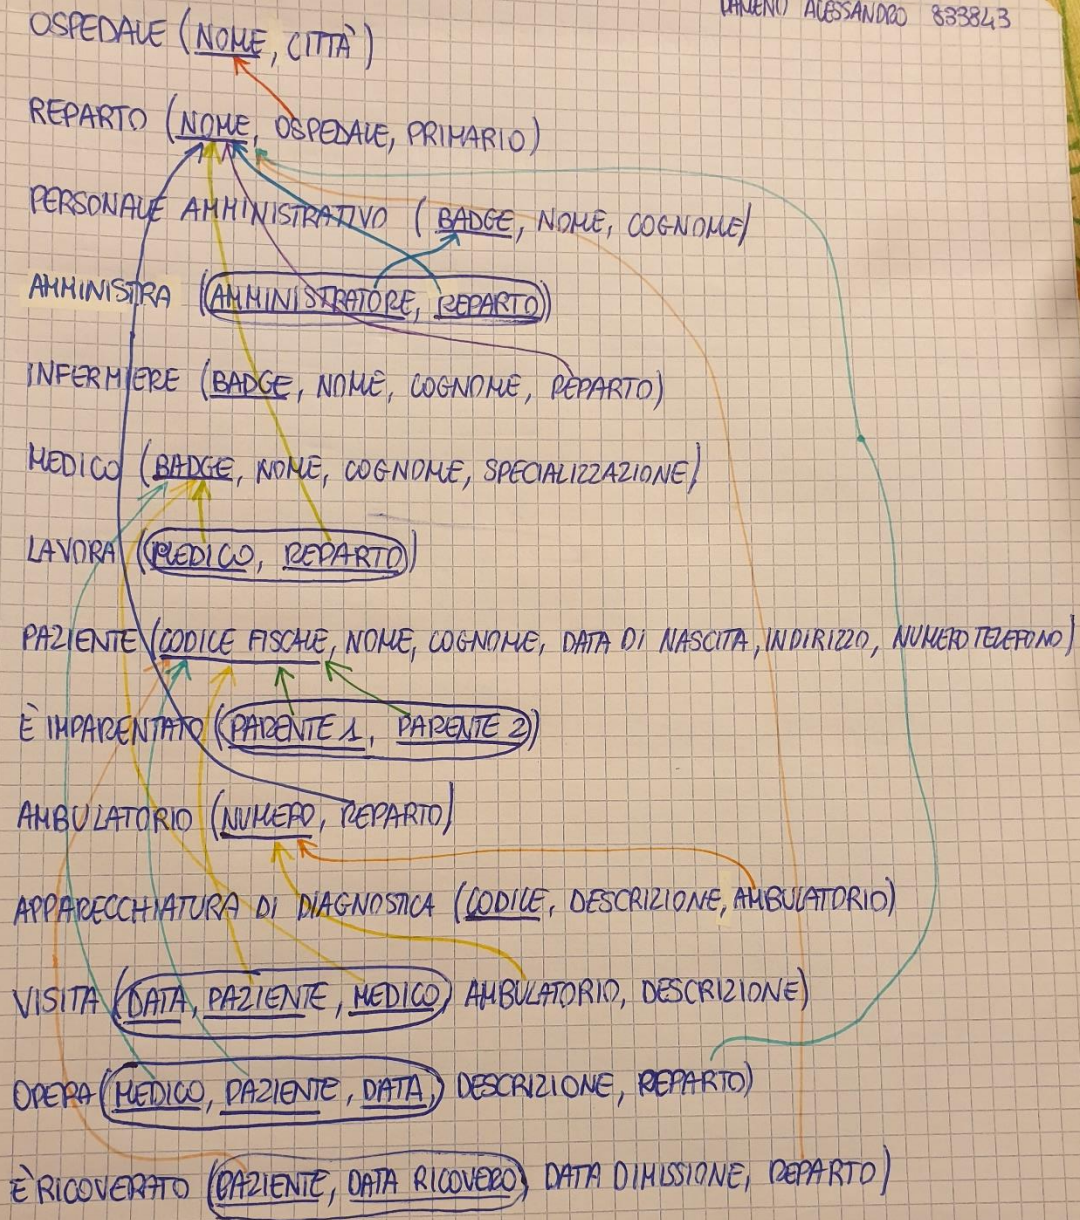 ALESSANDRO 833843
OSPEDALE (NOME, CITTÀ)
REPARTO (NOME, OSPEDALE, PRIMARIO)
PERSONALE AMMINISTRATIVO (BADGE, NOME, COGNOME)
AMMINISTRA (AMMINISTRATORE, REPARTO)
INFERMIERE (BADGE, NOME, COGNOME, REPARTO)
MEDICO (BADGE, NOME, COGNOME, SPECIALIZZAZIONE)
LAVORA (MEDICO, REPARTO)
PAZIENTE (CODICE FISCALE, NOME, COGNOME, DATA DI NASCITA, INDIRIZZO, NUMERO TELEFONO)
È IMPARENTATO (PARENTE 1, PARENTE 2)
AMBULATORIO (NUMERO, REPARTO)
APPARECCHIATURA DI DIAGNOSTICA (CODICE, DESCRIZIONE, AMBULATORIO)
VISITA (DATA, PAZIENTE, MEDICO, AMBULATORIO, DESCRIZIONE)
OPERA (MEDICO, PAZIENTE, DATA, DESCRIZIONE, REPARTO)
È RICOVERATO (PAZIENTE, DATA RICOVERO, DATA DIMISSIONE, REPARTO)